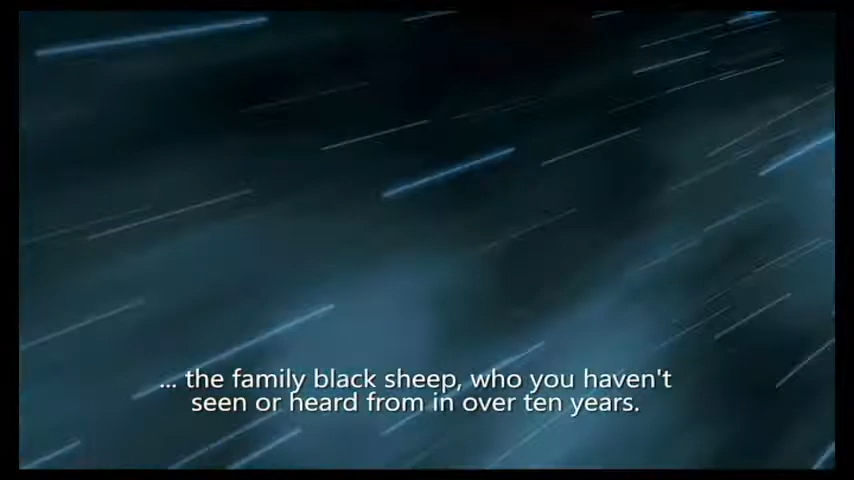 ... the family black sheep, who you haven't
seen or heard from in over ten years.